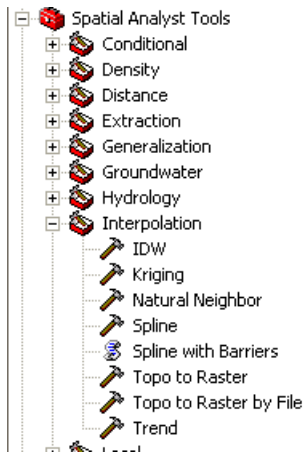 Spatial Analyst Tools
Conditional
Density
Distance
Extraction
Generalization
Groundwater
Hydrology
Interpolation
IDW
Kriging
Natural Neighbor
Spline
Spline with Barriers
Topo to Raster
Topo to Raster by File
Trend